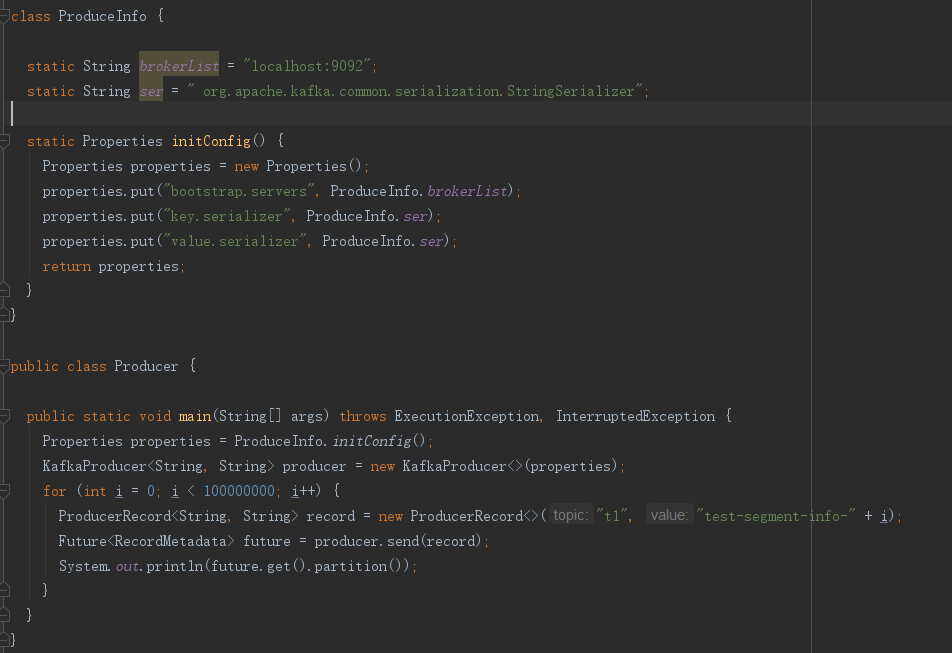 class ProduceInfo {
static String brokerList = "localhost:9092";
static String ser = " org.apache.kafka.common.serialization.StringSerializer";
static Properties initConfig() {
Properties properties = new Properties();
properties.put("bootstrap.servers", ProduceInfo.brokerList);
properties.put("key.serializer", ProduceInfo.ser);
properties.put("value.serializer", ProduceInfo.ser);
return properties;
}
}
public class Producer {
public static void main(String[] args) throws ExecutionException, InterruptedException {
Properties properties = ProduceInfo.initConfig();
KafkaProducer<String, String> producer = new KafkaProducer<>(properties);
for (int i = 0; i < 100000000; i++) {
ProducerRecord<String, String> record = new ProducerRecord<>( topic: "t1", value: "test-segment-info-" + i);
Future<RecordMetadata> future = producer.send(record);
System.out.println(future.get().partition());
}
}
}